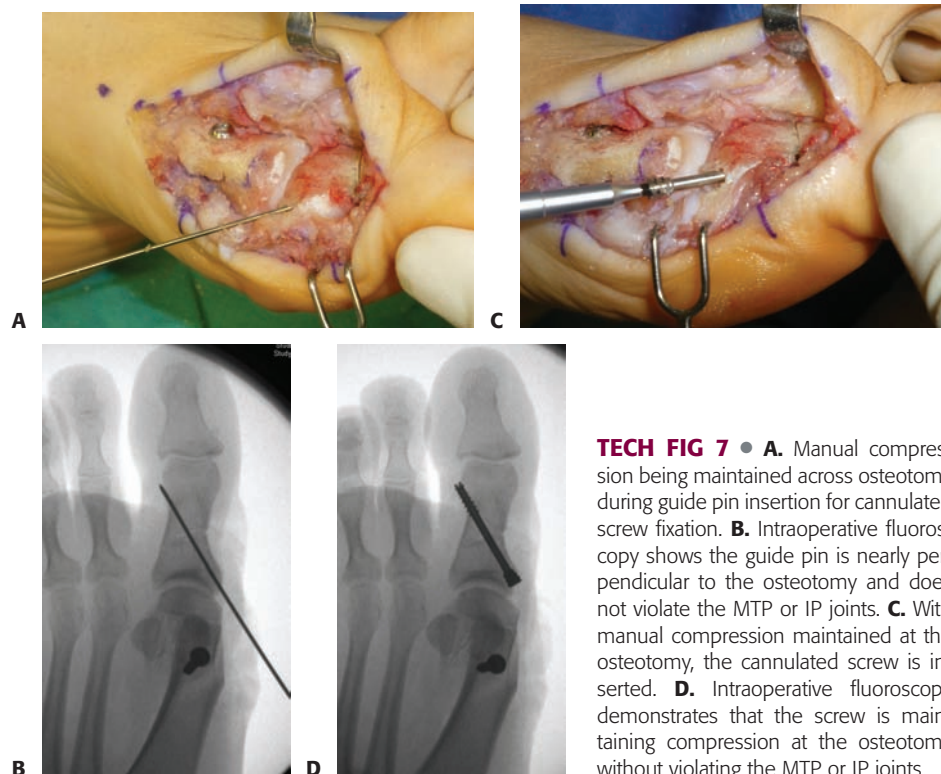 A
C
Study
B
D
TECH FIG 7 • A. Manual compres
sion being maintained across osteotom
during guide pin insertion for cannulate
screw fixation. B. Intraoperative fluoros
copy shows the guide pin is nearly pe
pendicular to the osteotomy and doe
not violate the MTP or IP joints. C. Wit
manual compression maintained at th
osteotomy, the cannulated screw is in
serted. D. Intraoperative fluoroscop
demonstrates that the screw is main
taining compression at the osteotom
without violating the MTP or IP joints.